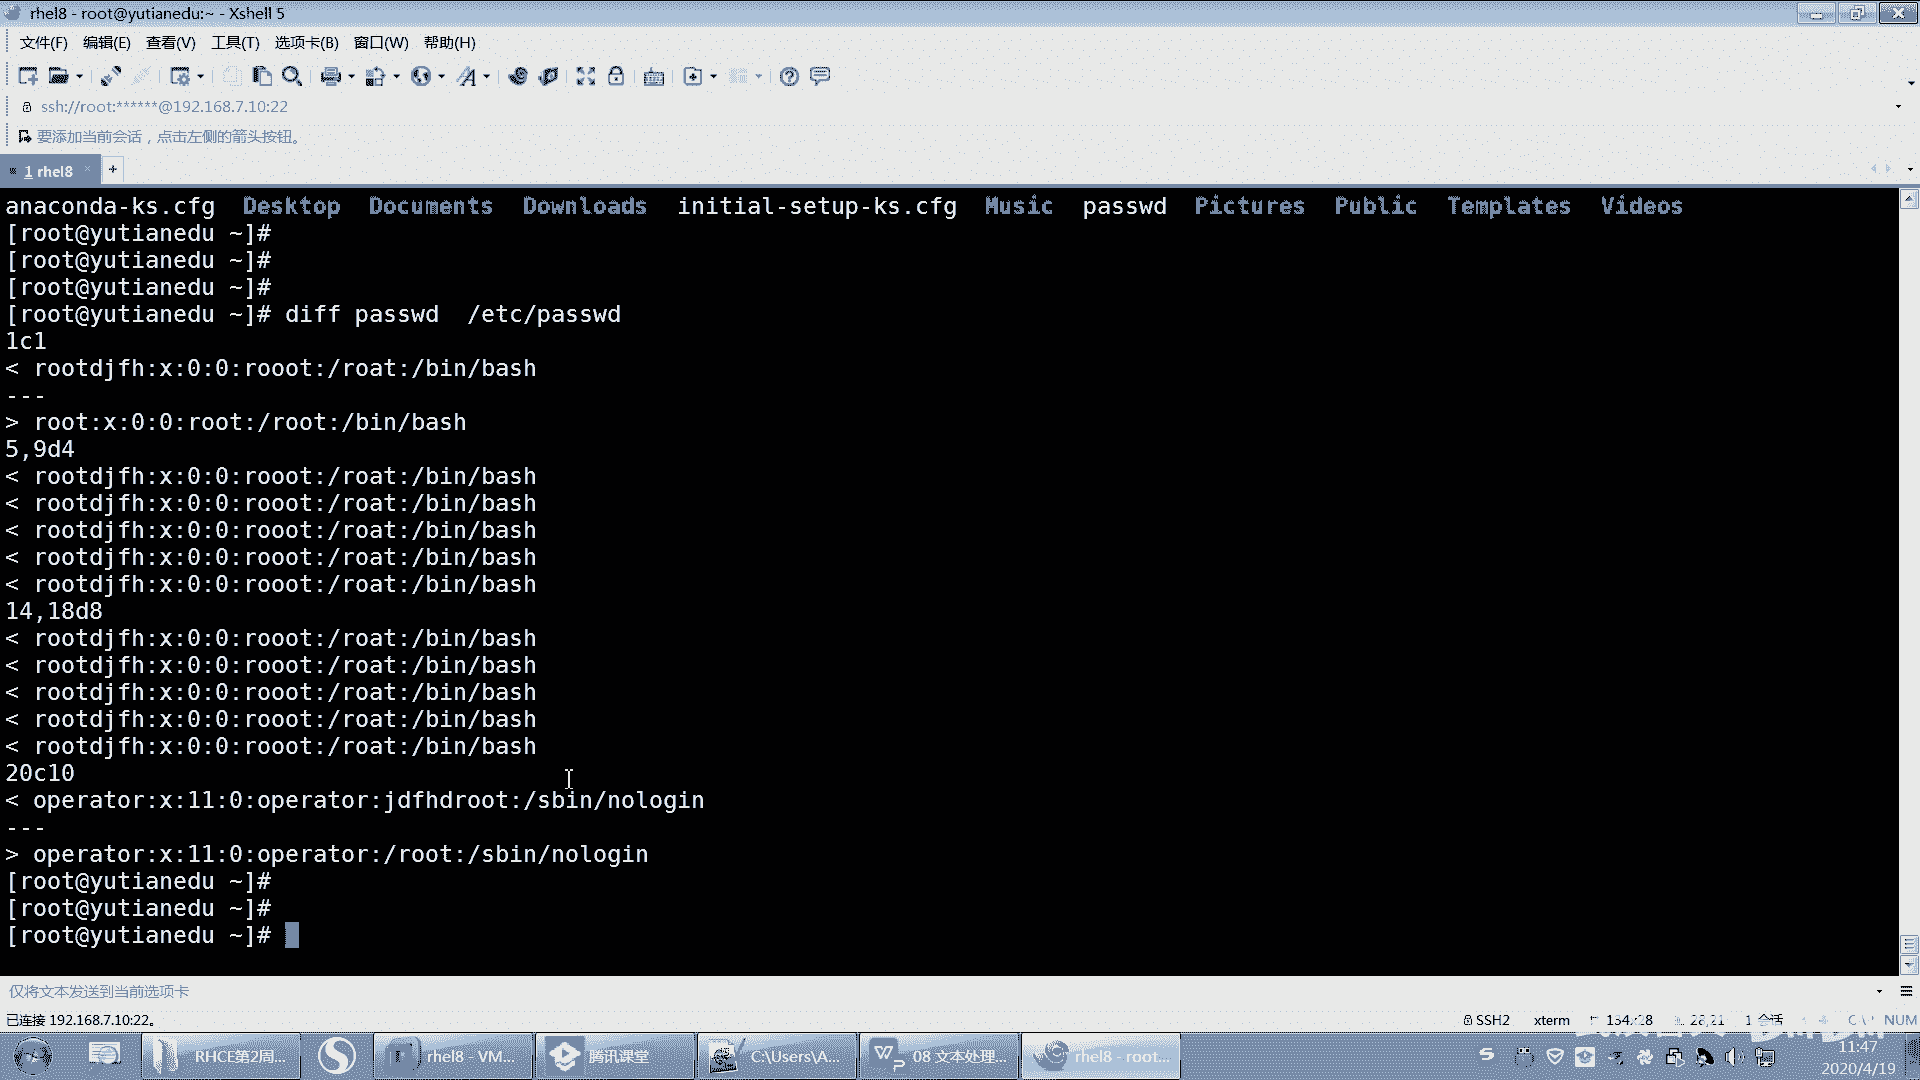 rhel8 - root@yutianedu:~ - Xshell 5
文件(F) 编辑(E) 查看(V) 工具(T) 选项卡(B) 窗口(W) 帮助(H)
ssh://root:******@192.168.7.10:22
要添加当前会话，点击左侧的箭头按钮。
1 rhel8 × +
anaconda-ks.cfg  Desktop  Documents  Downloads  initial-setup-ks.cfg  Music  passwd  Pictures  Public  Templates  Videos
[root@yutianedu ~]#
[root@yutianedu ~]#
[root@yutianedu ~]#
[root@yutianedu ~]# diff passwd  /etc/passwd
1c1
< rootdjfh:x:0:0:rooot:/roat:/bin/bash
---
> root:x:0:0:root:/root:/bin/bash
5,9d4
< rootdjfh:x:0:0:rooot:/roat:/bin/bash
< rootdjfh:x:0:0:rooot:/roat:/bin/bash
< rootdjfh:x:0:0:rooot:/roat:/bin/bash
< rootdjfh:x:0:0:rooot:/roat:/bin/bash
< rootdjfh:x:0:0:rooot:/roat:/bin/bash
14,18d8
< rootdjfh:x:0:0:rooot:/roat:/bin/bash
< rootdjfh:x:0:0:rooot:/roat:/bin/bash
< rootdjfh:x:0:0:rooot:/roat:/bin/bash
< rootdjfh:x:0:0:rooot:/roat:/bin/bash
< rootdjfh:x:0:0:rooot:/roat:/bin/bash
20c10
< operator:x:11:0:operator:jdfhdroot:/sbin/nologin
---
> operator:x:11:0:operator:/root:/sbin/nologin
[root@yutianedu ~]#
[root@yutianedu ~]#
[root@yutianedu ~]#
仅将文本发送到当前选项卡
已连接 192.168.7.10:22。 SSH2 xterm 134x28 28,21 1 会话 NUM
RHCE第2周... rhel8 - VM... 腾讯课堂 C:\Users\A... 08 文本处理... rhel8 - root... 11:47
2020/4/19